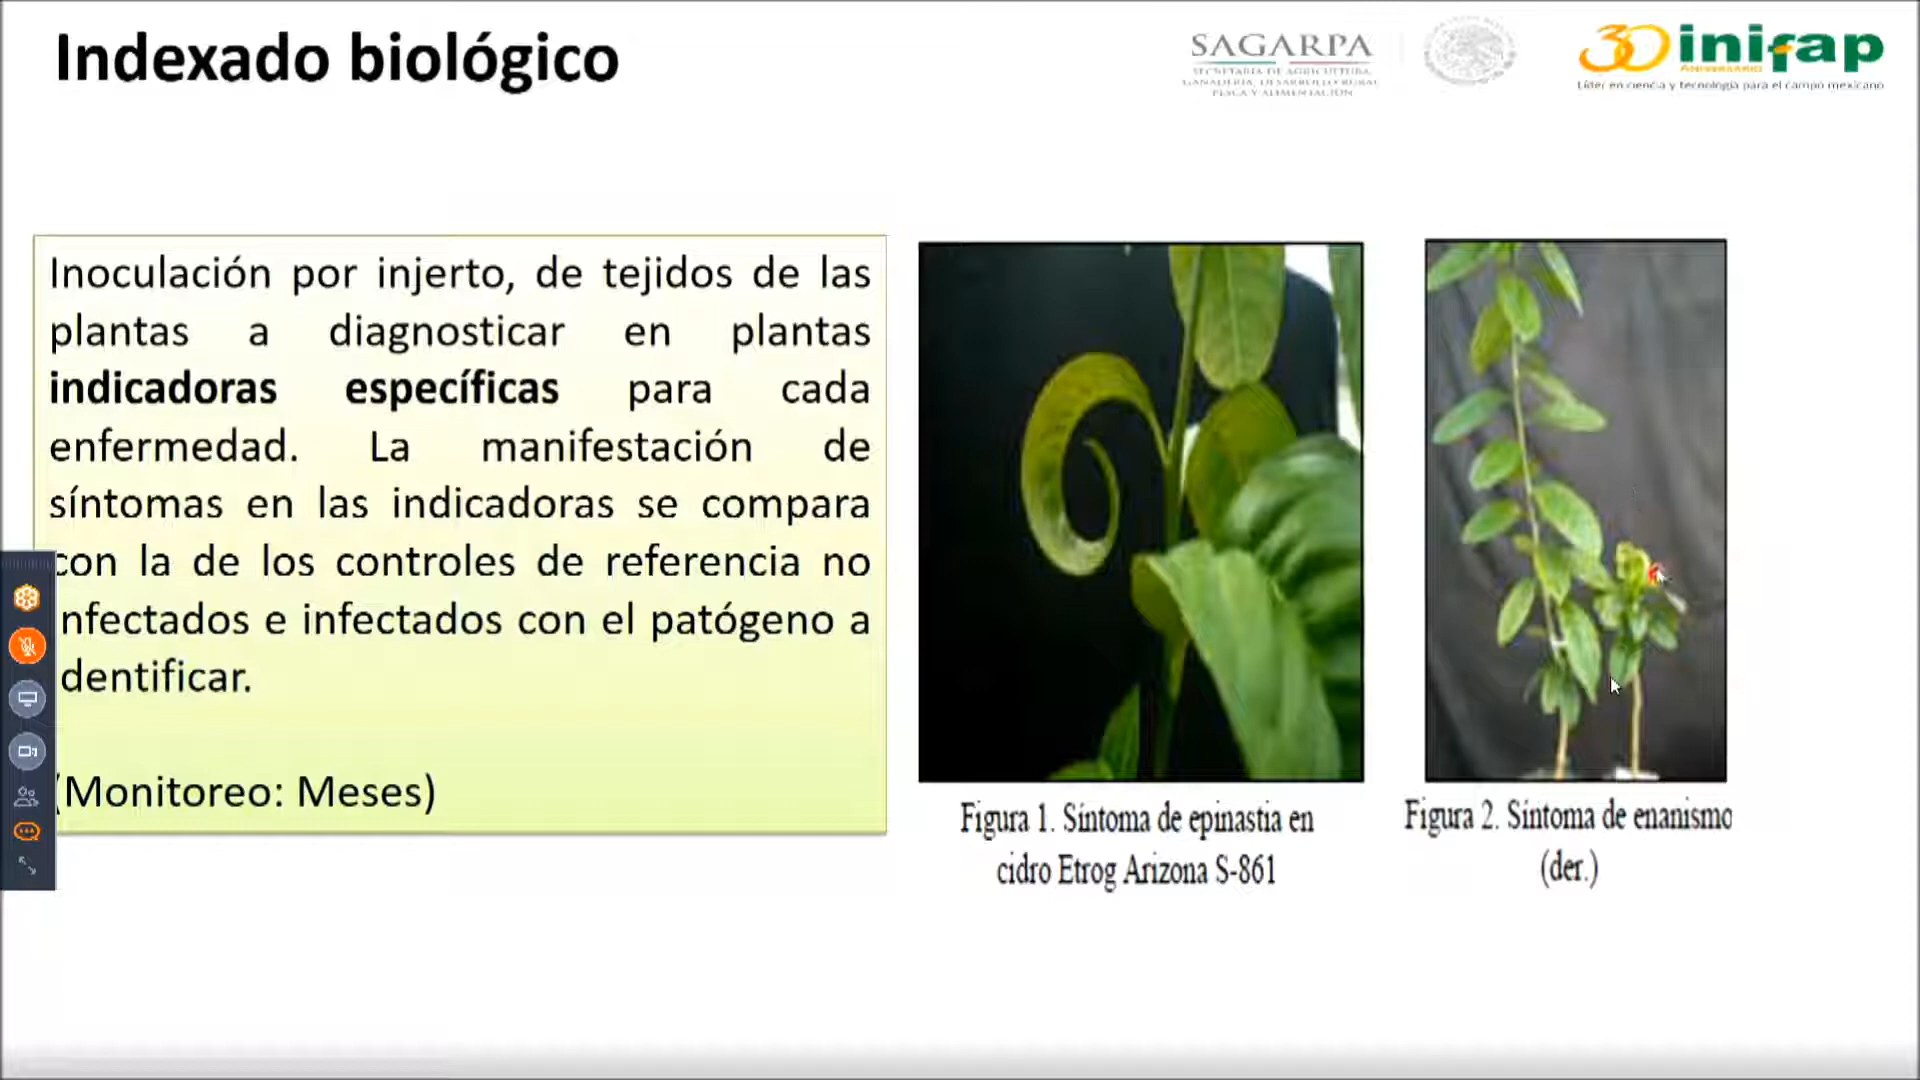 Indexado biológico
SAGARPA
SECRETARÍA DE AGRICULTURA,
GANADERÍA, DESARROLLO RURAL,
PESCA Y ALIMENTACIÓN
30 inifap
ANIVERSARIO
Líder en ciencia y tecnología para el campo mexicano
Inoculación por injerto, de tejidos de las
plantas a diagnosticar en plantas
indicadoras específicas para cada
enfermedad. La manifestación de
síntomas en las indicadoras se compara
con la de los controles de referencia no
nfectados e infectados con el patógeno a
dentificar.
(Monitoreo: Meses)
Figura 1. Síntoma de epinastia en
cidro Etrog Arizona S-861
Figura 2. Síntoma de enanismo
(der.)